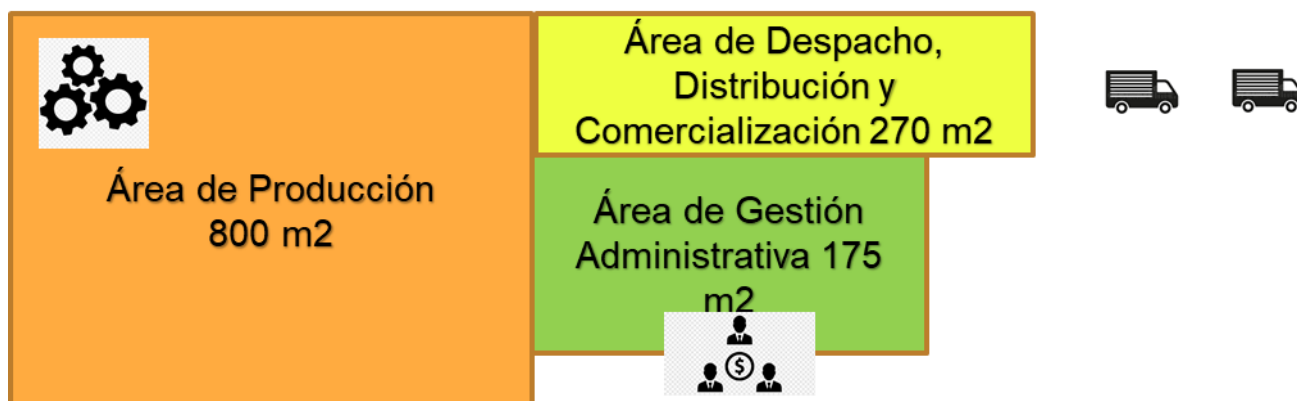 Área de Producción
800 m2
Área de Despacho,
Distribución y
Comercialización 270 m2
Área de Gestión
Administrativa 175
m2
$